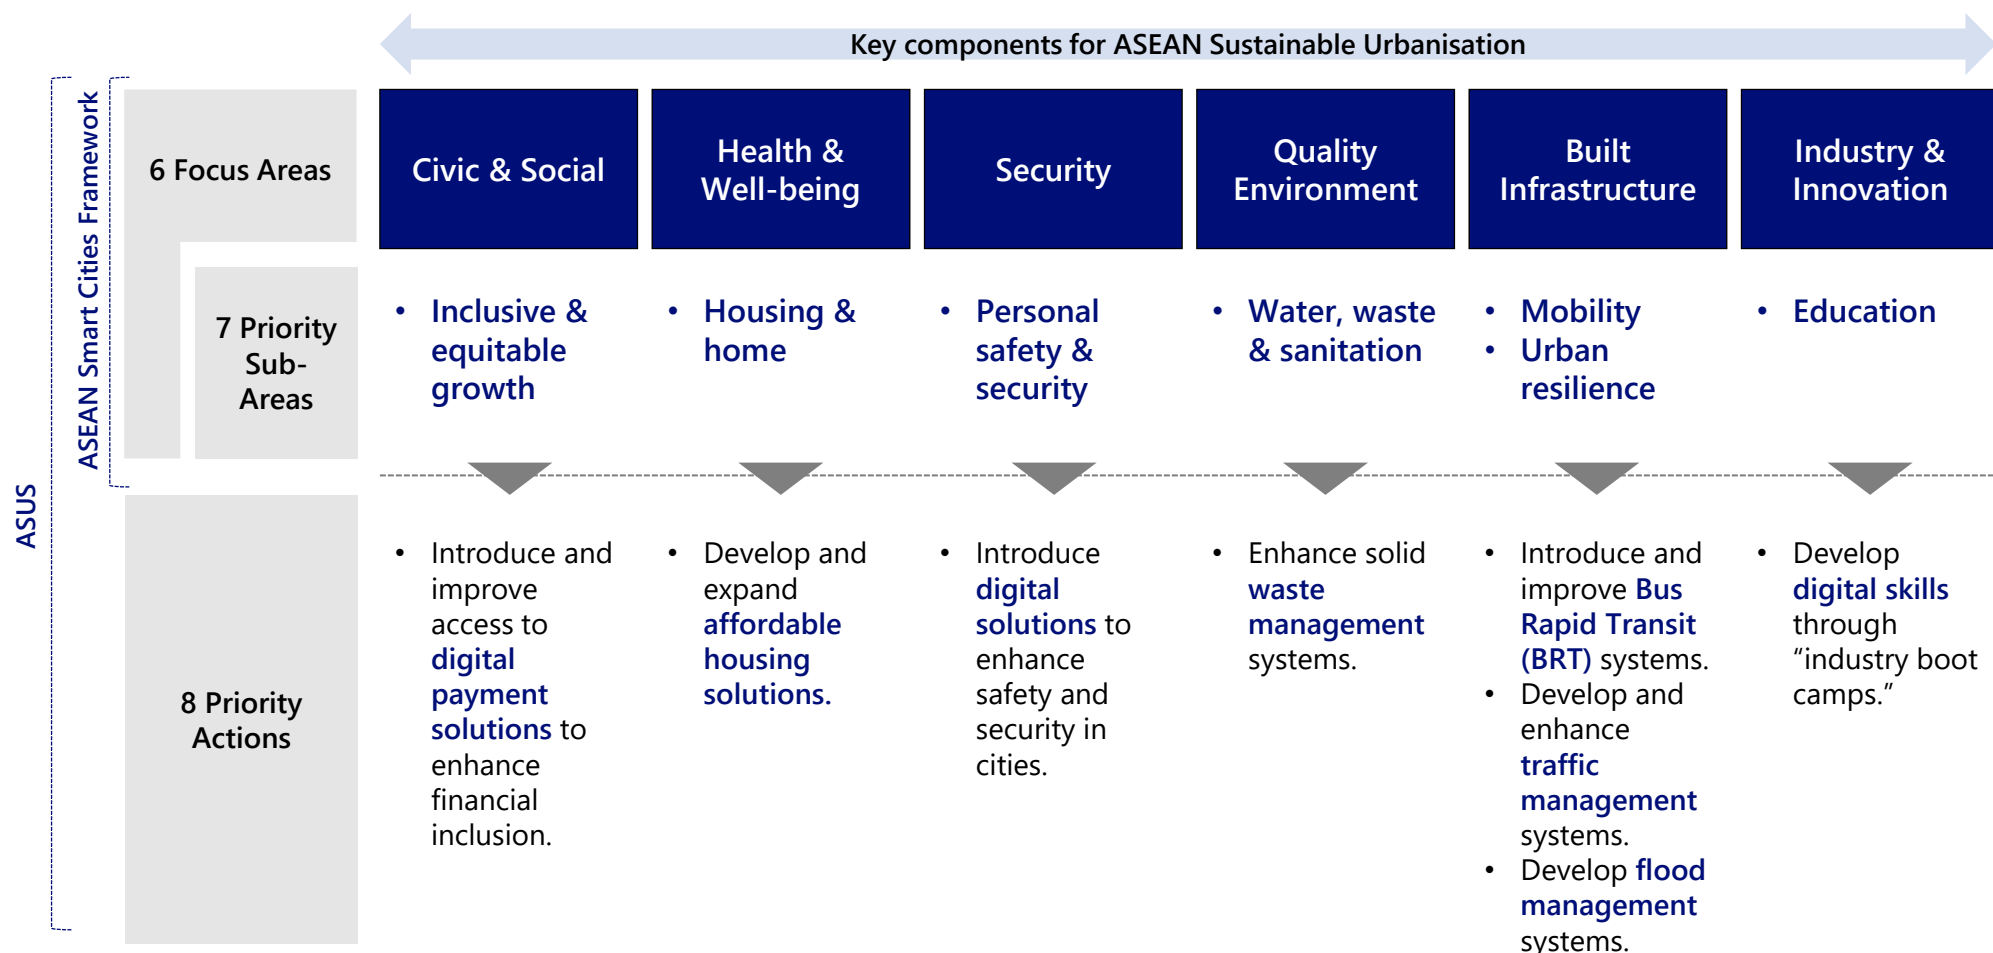 Key components for ASEAN Sustainable Urbanisation
ASUS
ASEAN Smart Cities Framework
6 Focus Areas
Civic & Social
Health &
Well-being
Security
Quality
Environment
Built
Infrastructure
Industry &
Innovation
7 Priority
Sub-
Areas
• Inclusive &
equitable
growth
• Housing &
home
• Personal
safety &
security
• Water, waste
& sanitation
• Mobility
• Urban
resilience
• Education
8 Priority
Actions
• Introduce and
improve
access to
digital
payment
solutions to
enhance
financial
inclusion.
• Develop and
expand
affordable
housing
solutions.
• Introduce
digital
solutions to
enhance
safety and
security in
cities.
• Enhance solid
waste
management
systems.
• Introduce and
improve Bus
Rapid Transit
(BRT) systems.
• Develop and
enhance
traffic
management
systems.
• Develop flood
management
systems.
• Develop
digital skills
through
“industry boot
camps.”